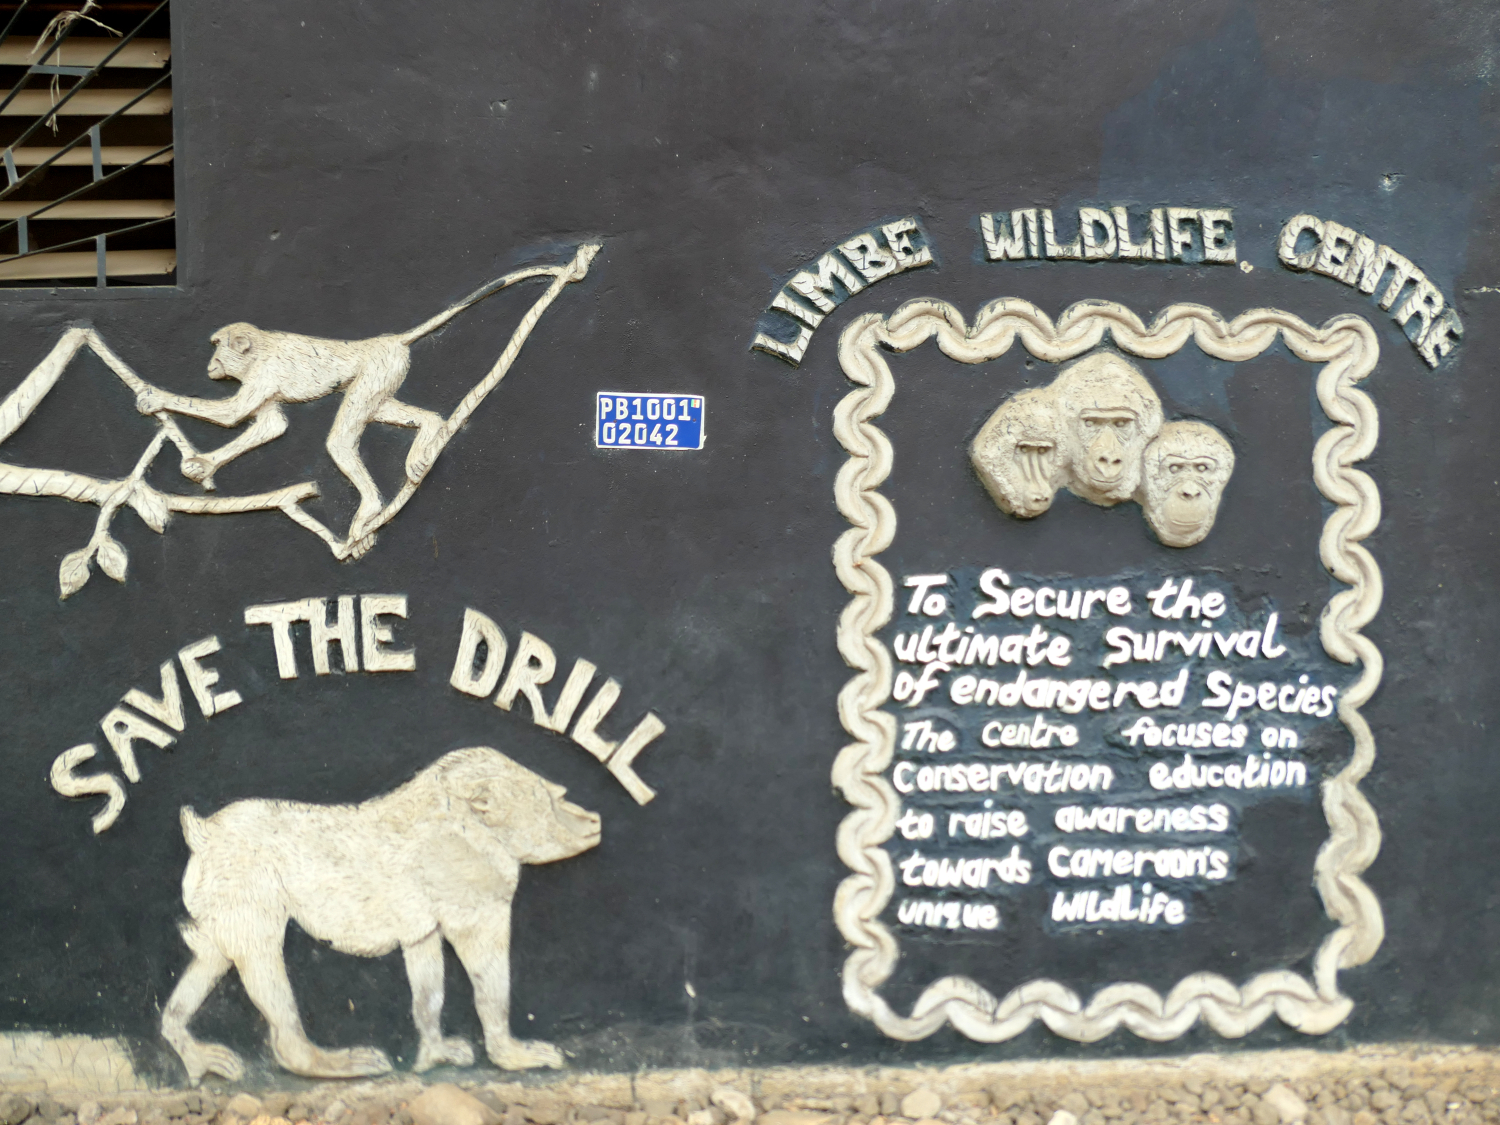 LIMBE WILDLIFE CENTRE
PB1001
02042
SAVE THE DRILL
To Secure the
ultimate Survival
of endangered Species
The Centre focuses on
Conservation education
to raise awareness
towards Cameroon's
unique WildLife